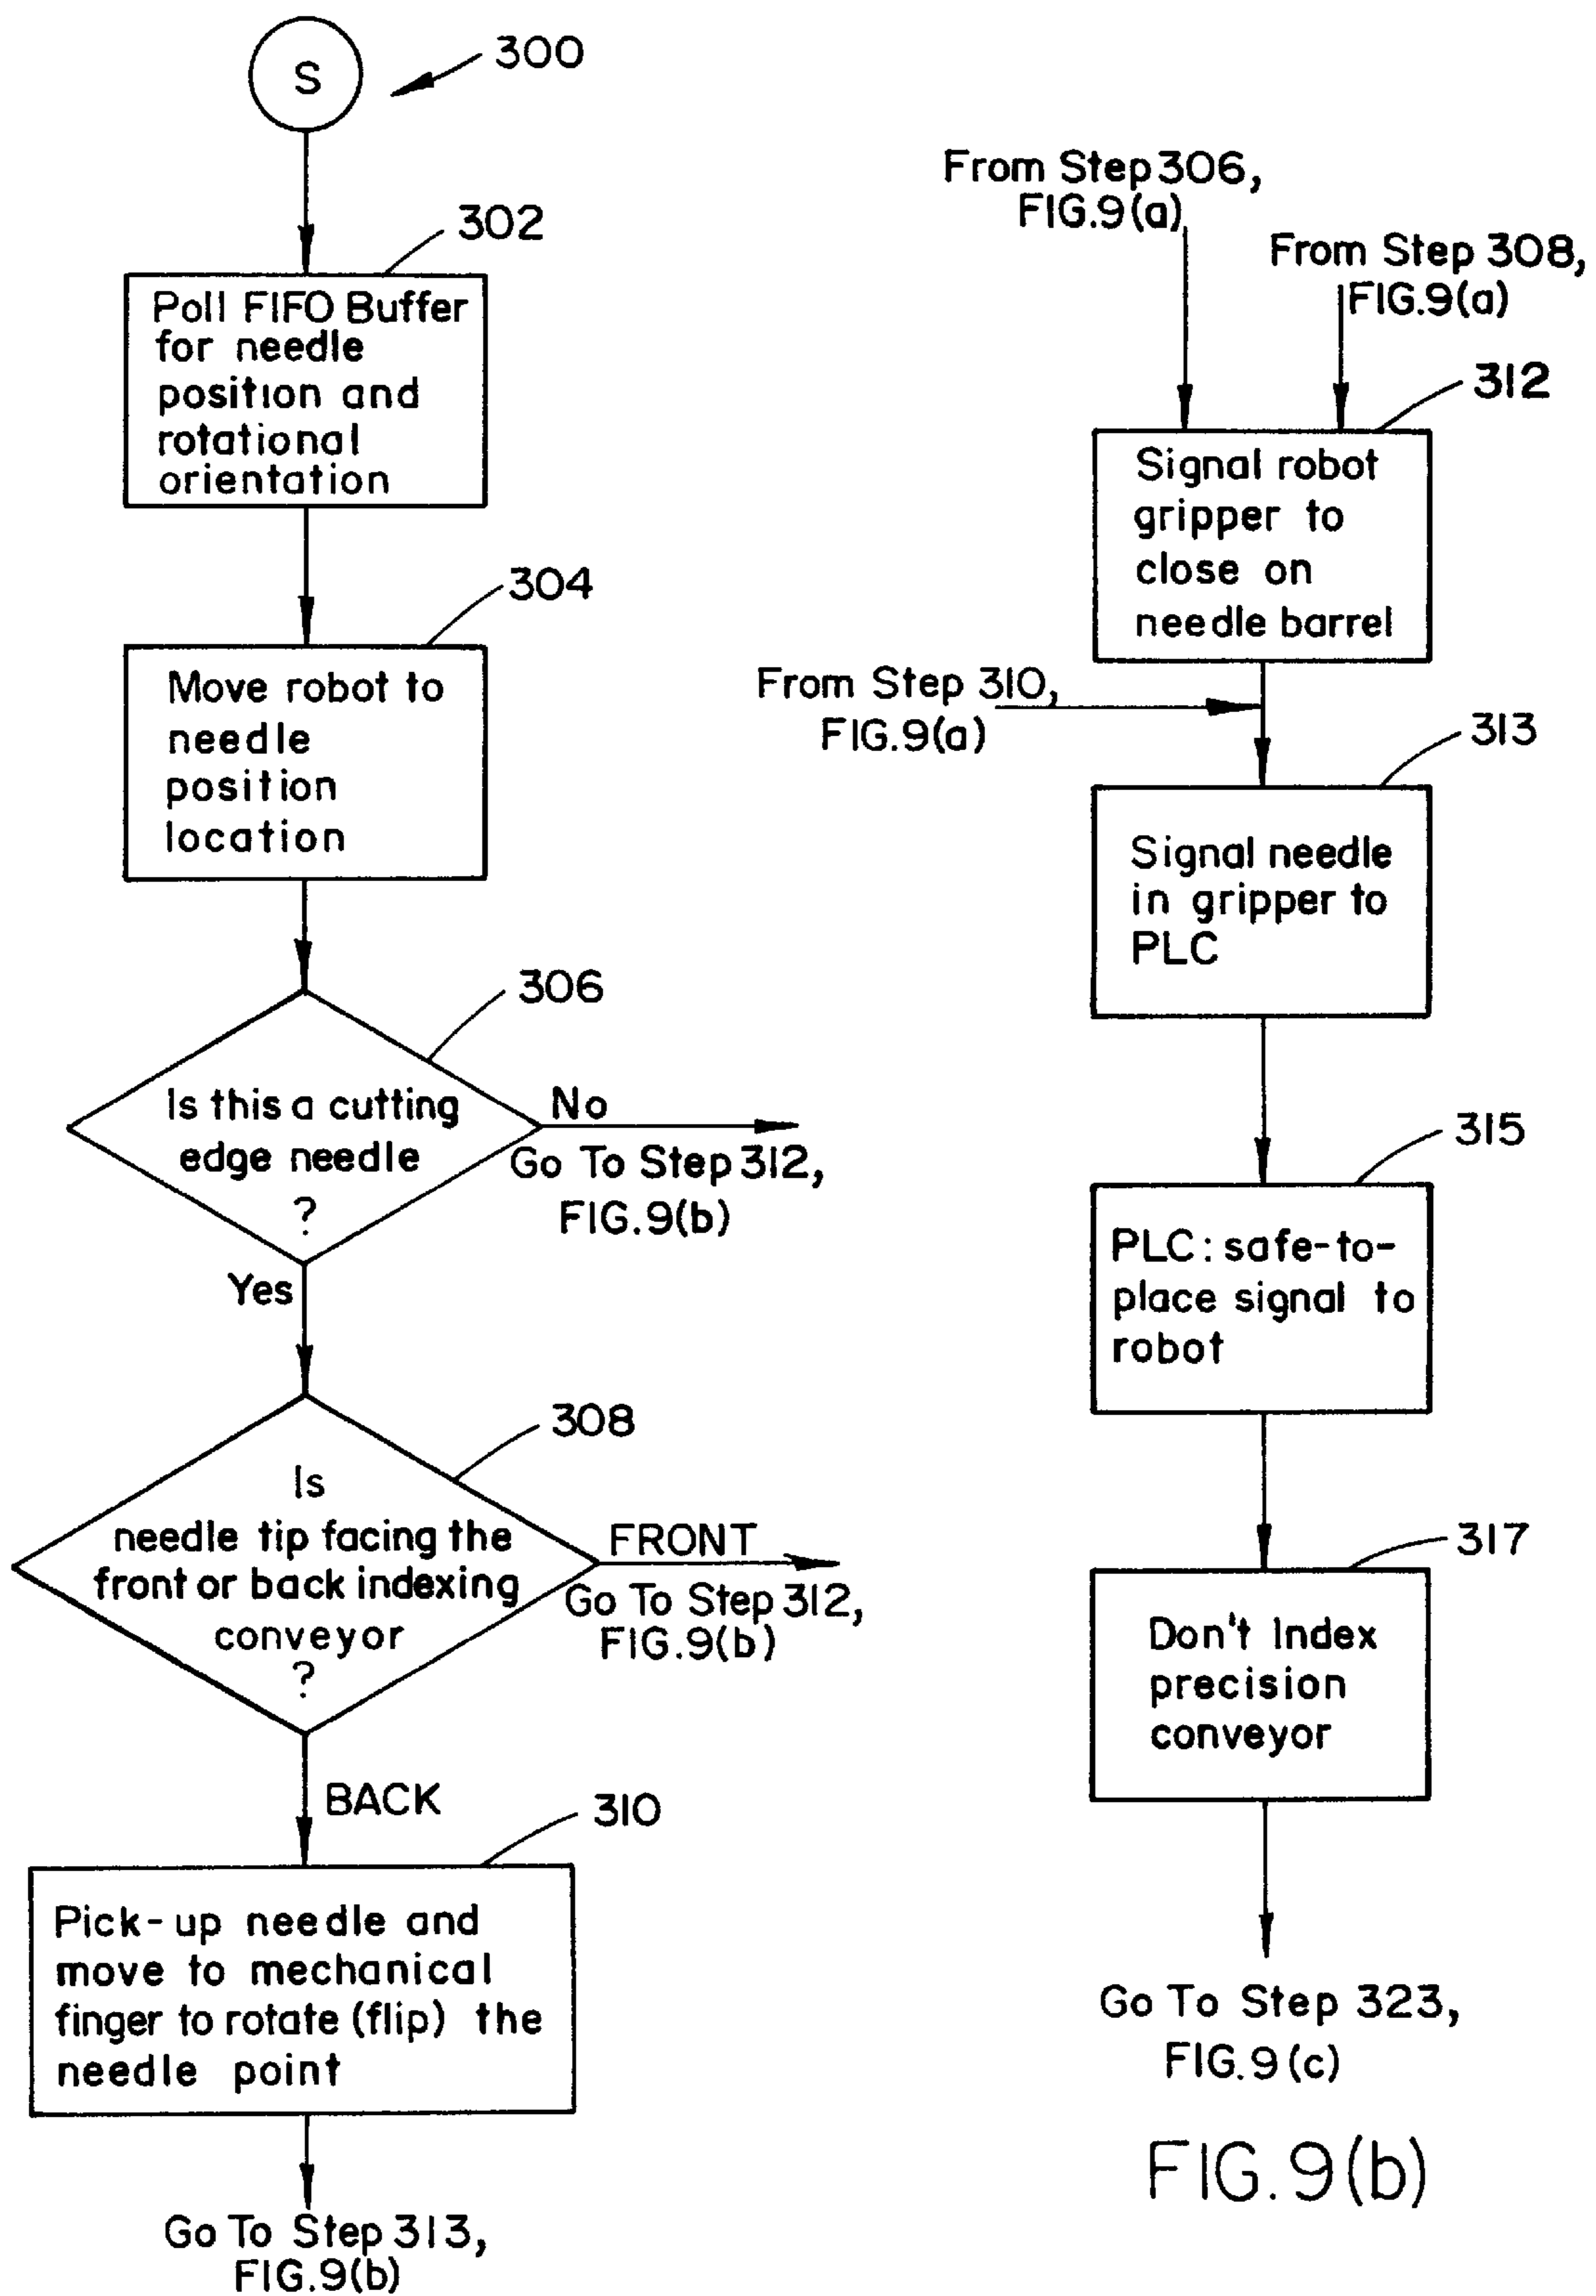 S
300
302
Poll FIFO Buffer
for needle
position and
rotational
orientation
304
Move robot to
needle
position
location
306
Is this a cutting
edge needle
?
No
Go To Step 312,
FIG.9(b)
Yes
308
Is
needle tip facing the
front or back indexing
conveyor
?
FRONT
Go To Step 312,
FIG.9(b)
BACK
310
Pick-up needle and
move to mechanical
finger to rotate (flip) the
needle point
Go To Step 313,
FIG.9(b)
From Step 306,
FIG.9(a)
From Step 308,
FIG.9(a)
312
Signal robot
gripper to
close on
needle barrel
From Step 310,
FIG.9(a)
313
Signal needle
in gripper to
PLC
315
PLC: safe-to-
place signal to
robot
317
Don't Index
precision
conveyor
Go To Step 323,
FIG.9(c)
FIG.9(b)